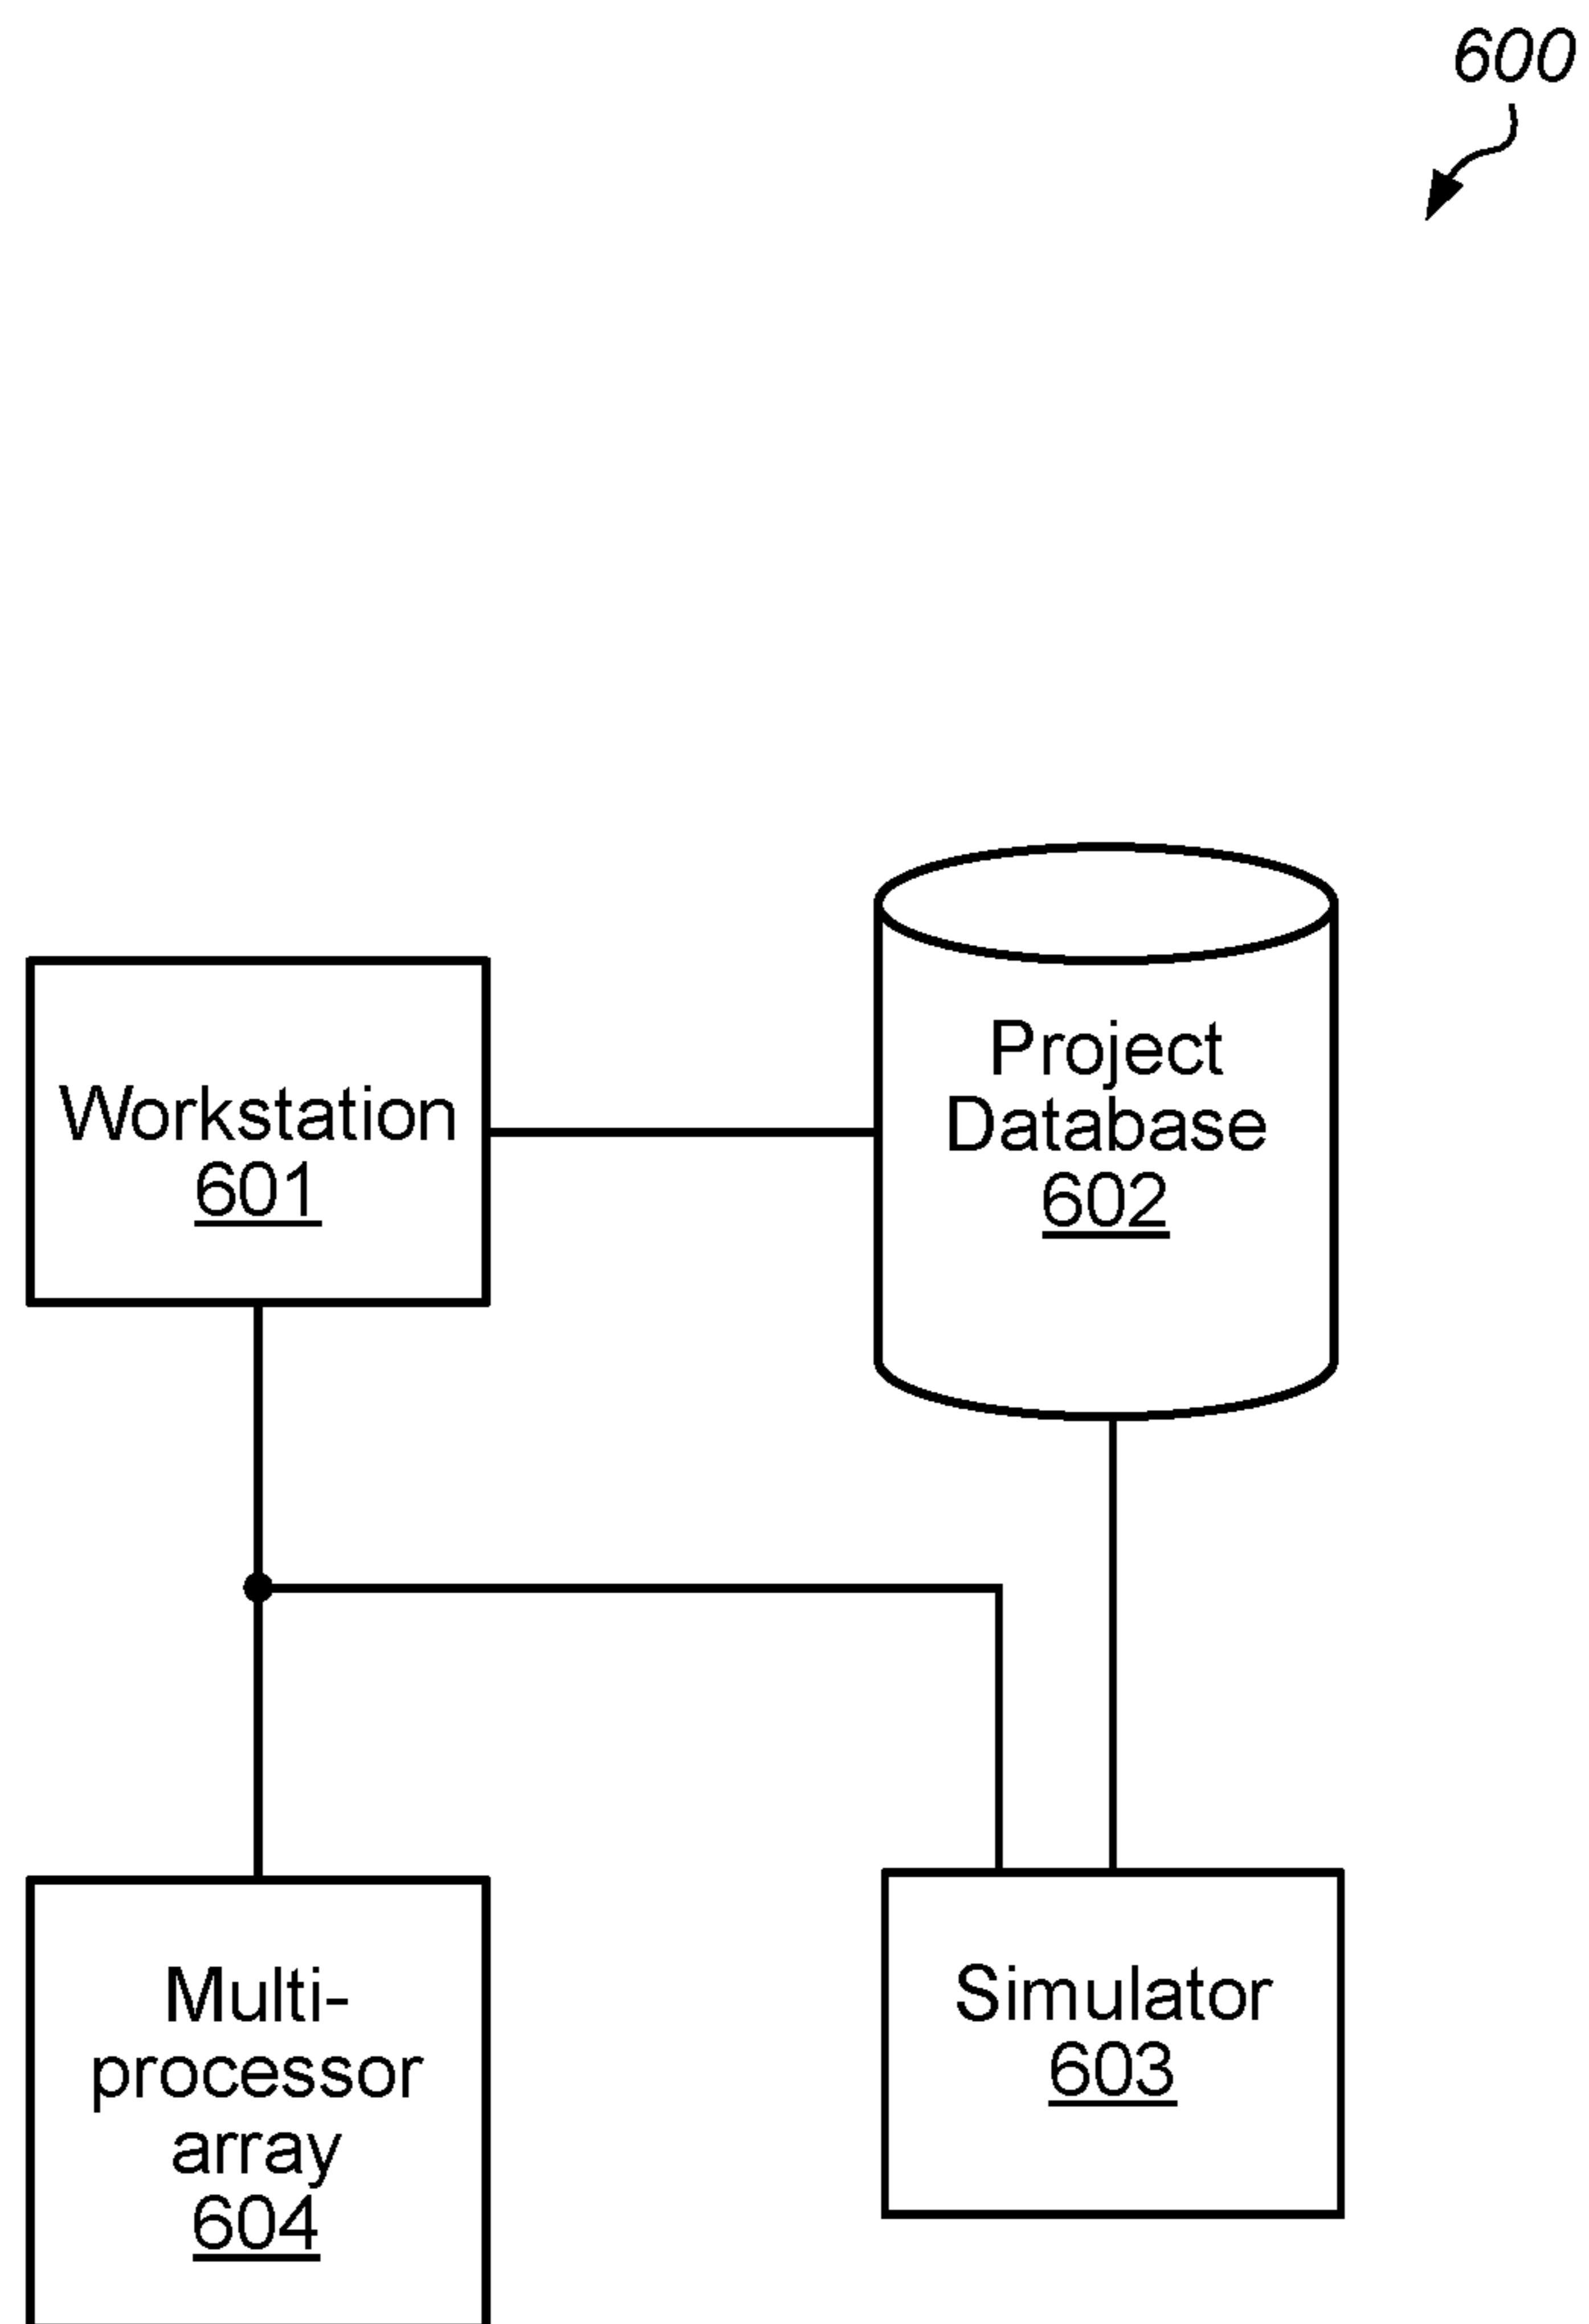 600
Workstation
601
Project
Database
602
Multi-
processor
array
604
Simulator
603